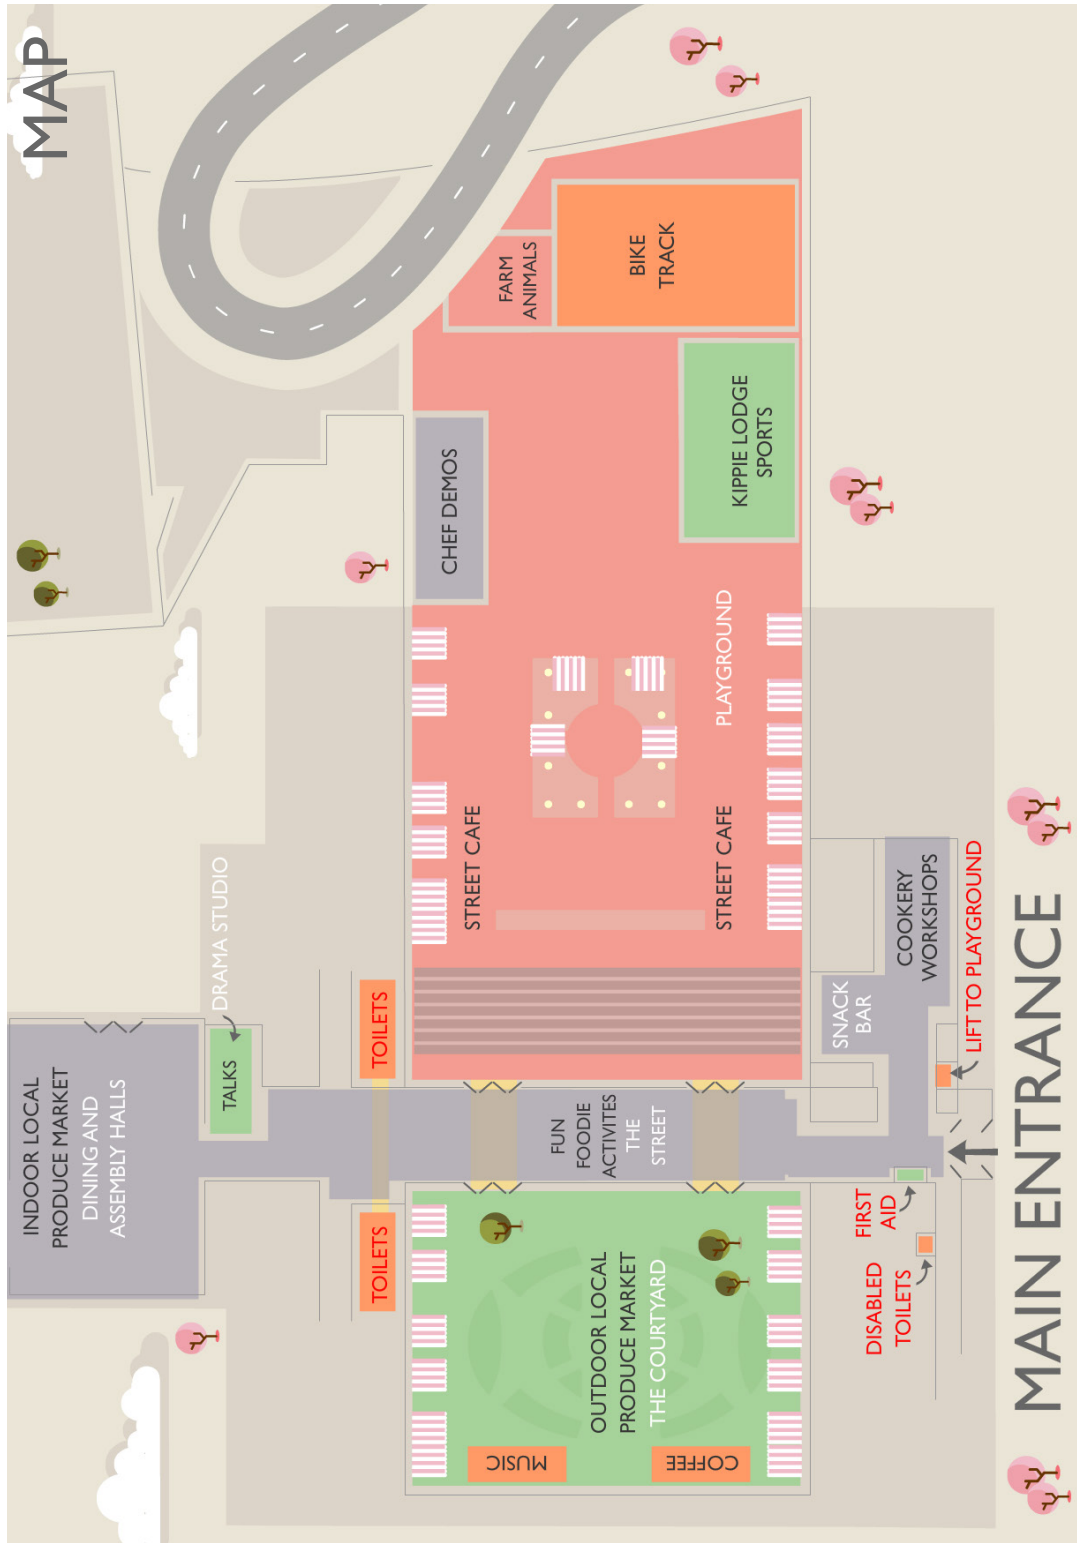 MAP
INDOOR LOCAL
PRODUCE MARKET
DINING AND
ASSEMBLY HALLS
TALKS
DRAMA STUDIO
TOILETS
TOILETS
FUN
FOODIE
ACTIVITES
THE
STREET
OUTDOOR LOCAL
PRODUCE MARKET
THE COURTYARD
MUSIC
COFFEE
STREET CAFE
STREET CAFE
PLAYGROUND
CHEF DEMOS
FARM
ANIMALS
BIKE
TRACK
KIPPIE LODGE
SPORTS
SNACK
BAR
COOKERY
WORKSHOPS
LIFT TO PLAYGROUND
FIRST
AID
DISABLED
TOILETS
MAIN ENTRANCE